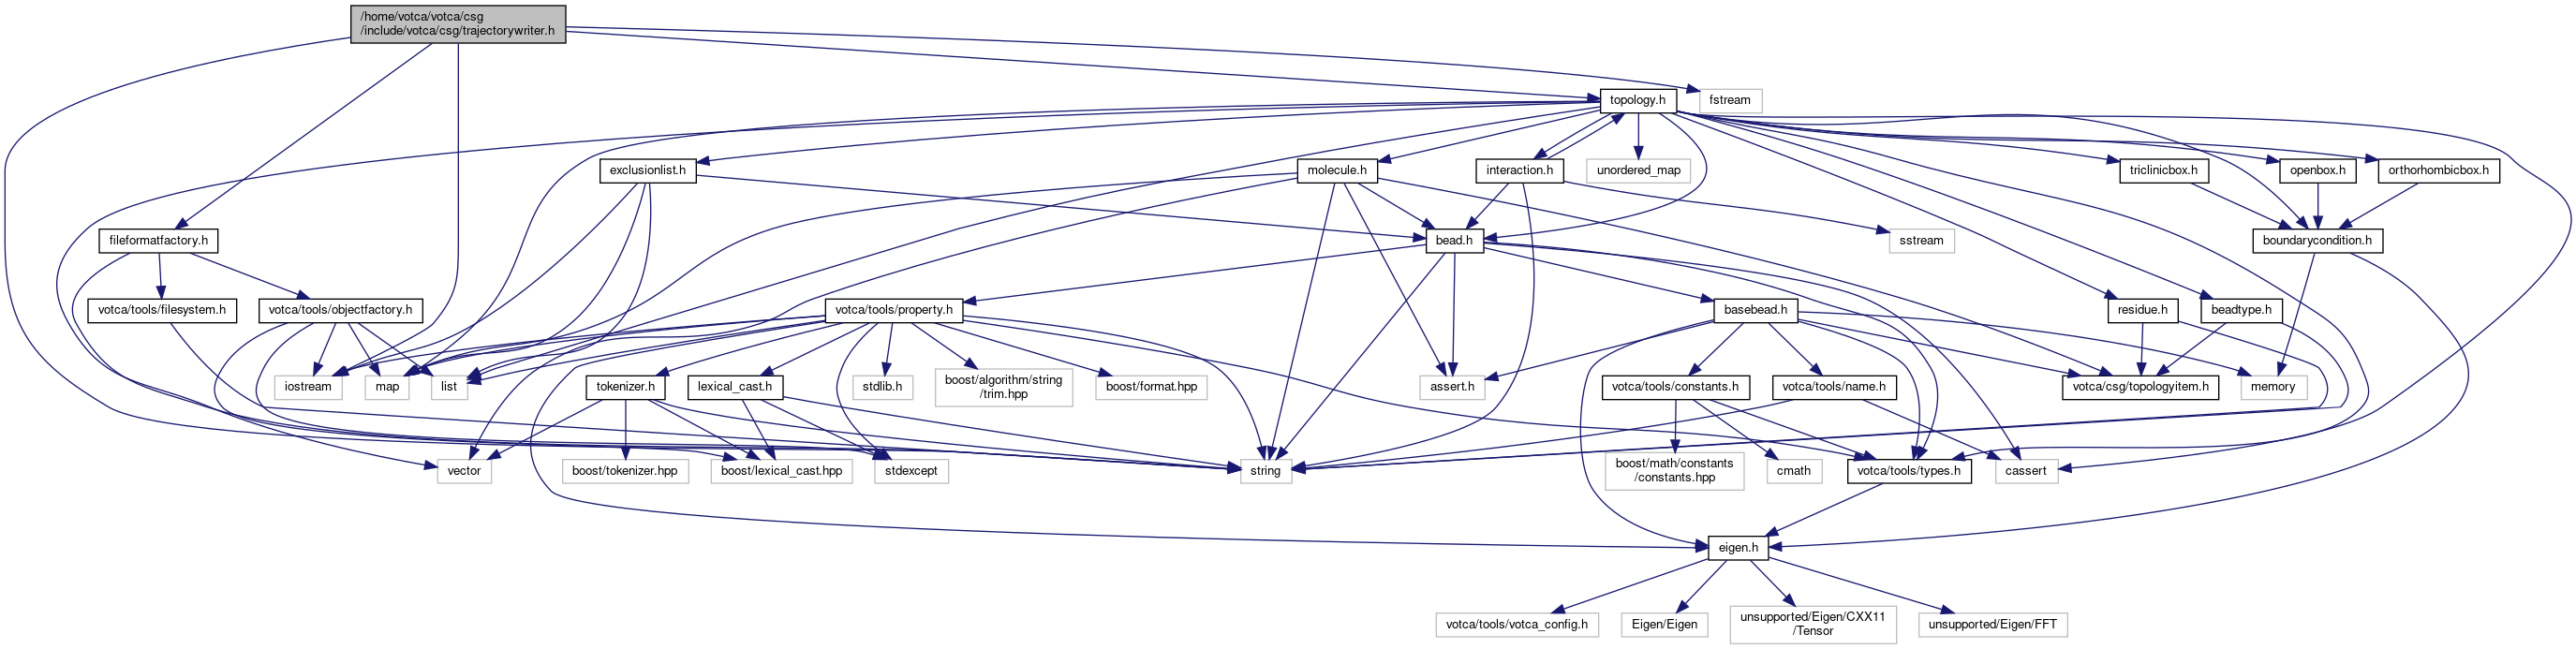 /home/votca/votca/csg
/include/votca/csg/trajectorywriter.h
topology.h
fstream
exclusionlist.h
molecule.h
interaction.h
unordered_map
triclinicbox.h
openbox.h
orthorhombicbox.h
fileformatfactory.h
bead.h
sstream
boundarycondition.h
votca/tools/filesystem.h
votca/tools/objectfactory.h
votca/tools/property.h
basebead.h
residue.h
beadtype.h
iostream
map
list
tokenizer.h
lexical_cast.h
stdlib.h
boost/algorithm/string
/trim.hpp
boost/format.hpp
assert.h
votca/tools/constants.h
votca/tools/name.h
votca/csg/topologyitem.h
memory
vector
boost/tokenizer.hpp
boost/lexical_cast.hpp
stdexcept
string
boost/math/constants
/constants.hpp
cmath
votca/tools/types.h
cassert
eigen.h
votca/tools/votca_config.h
Eigen/Eigen
unsupported/Eigen/CXX11
/Tensor
unsupported/Eigen/FFT